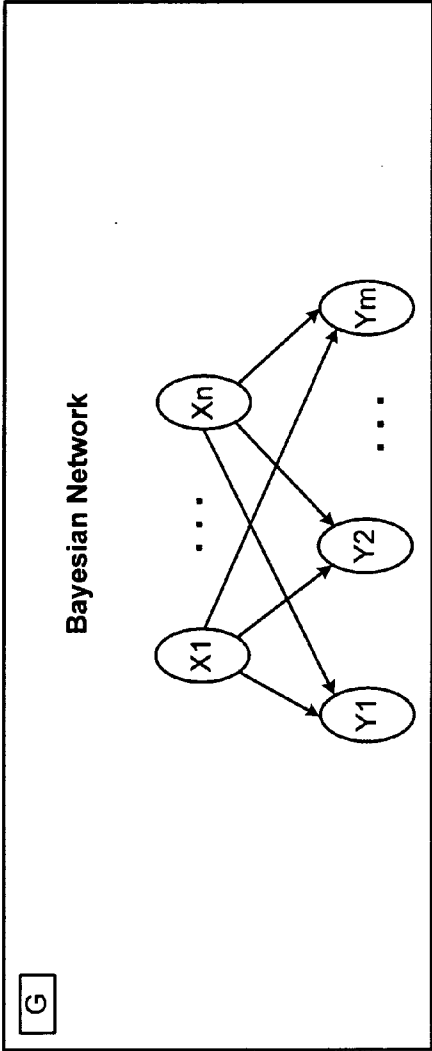 G
Bayesian Network
X1 . . . Xn
Y1 Y2 . . . Ym